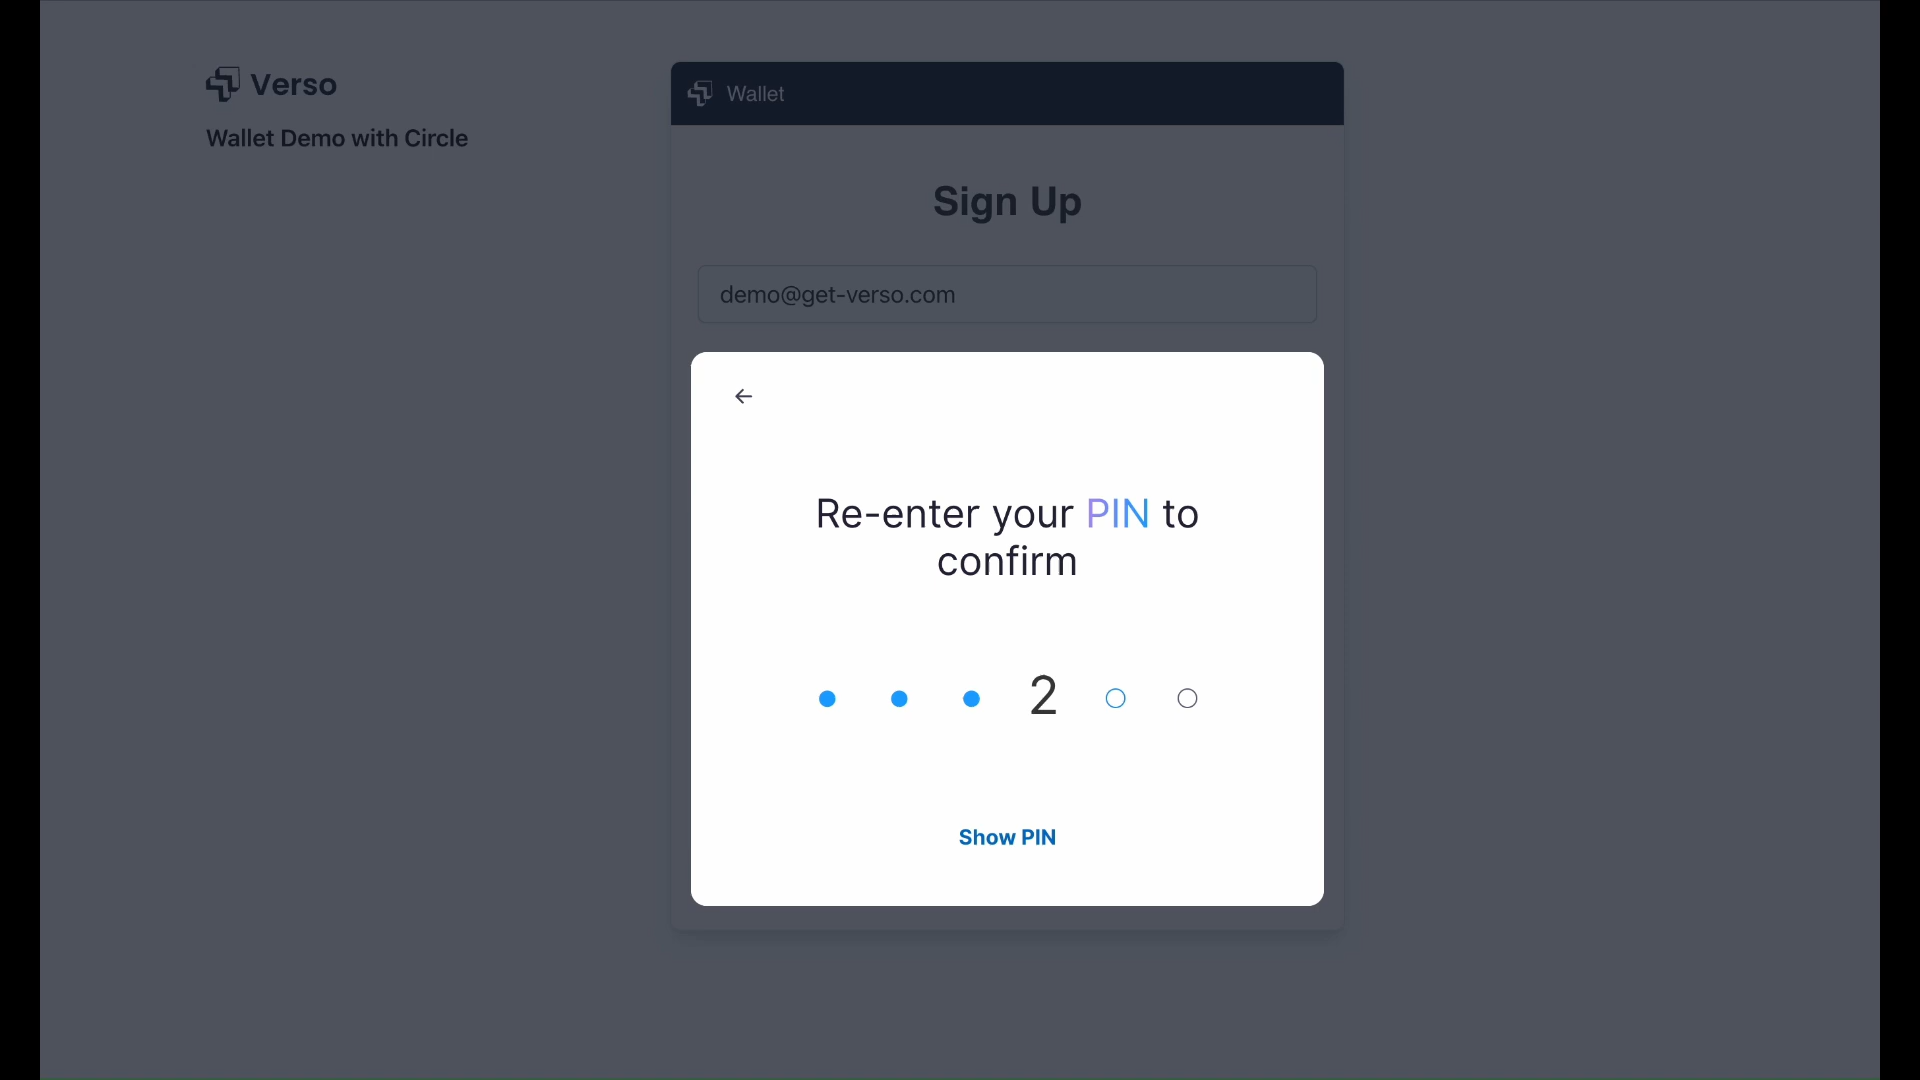 Verso
Wallet Demo with Circle
Wallet
Sign Up
demo@get-verso.com
Re-enter your PIN to
confirm
2
Show PIN